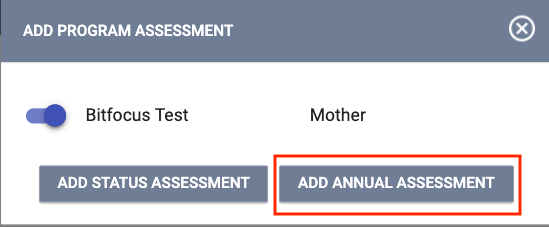 ADD PROGRAM ASSESSMENT
Bitfocus Test Mother
ADD STATUS ASSESSMENT ADD ANNUAL ASSESSMENT